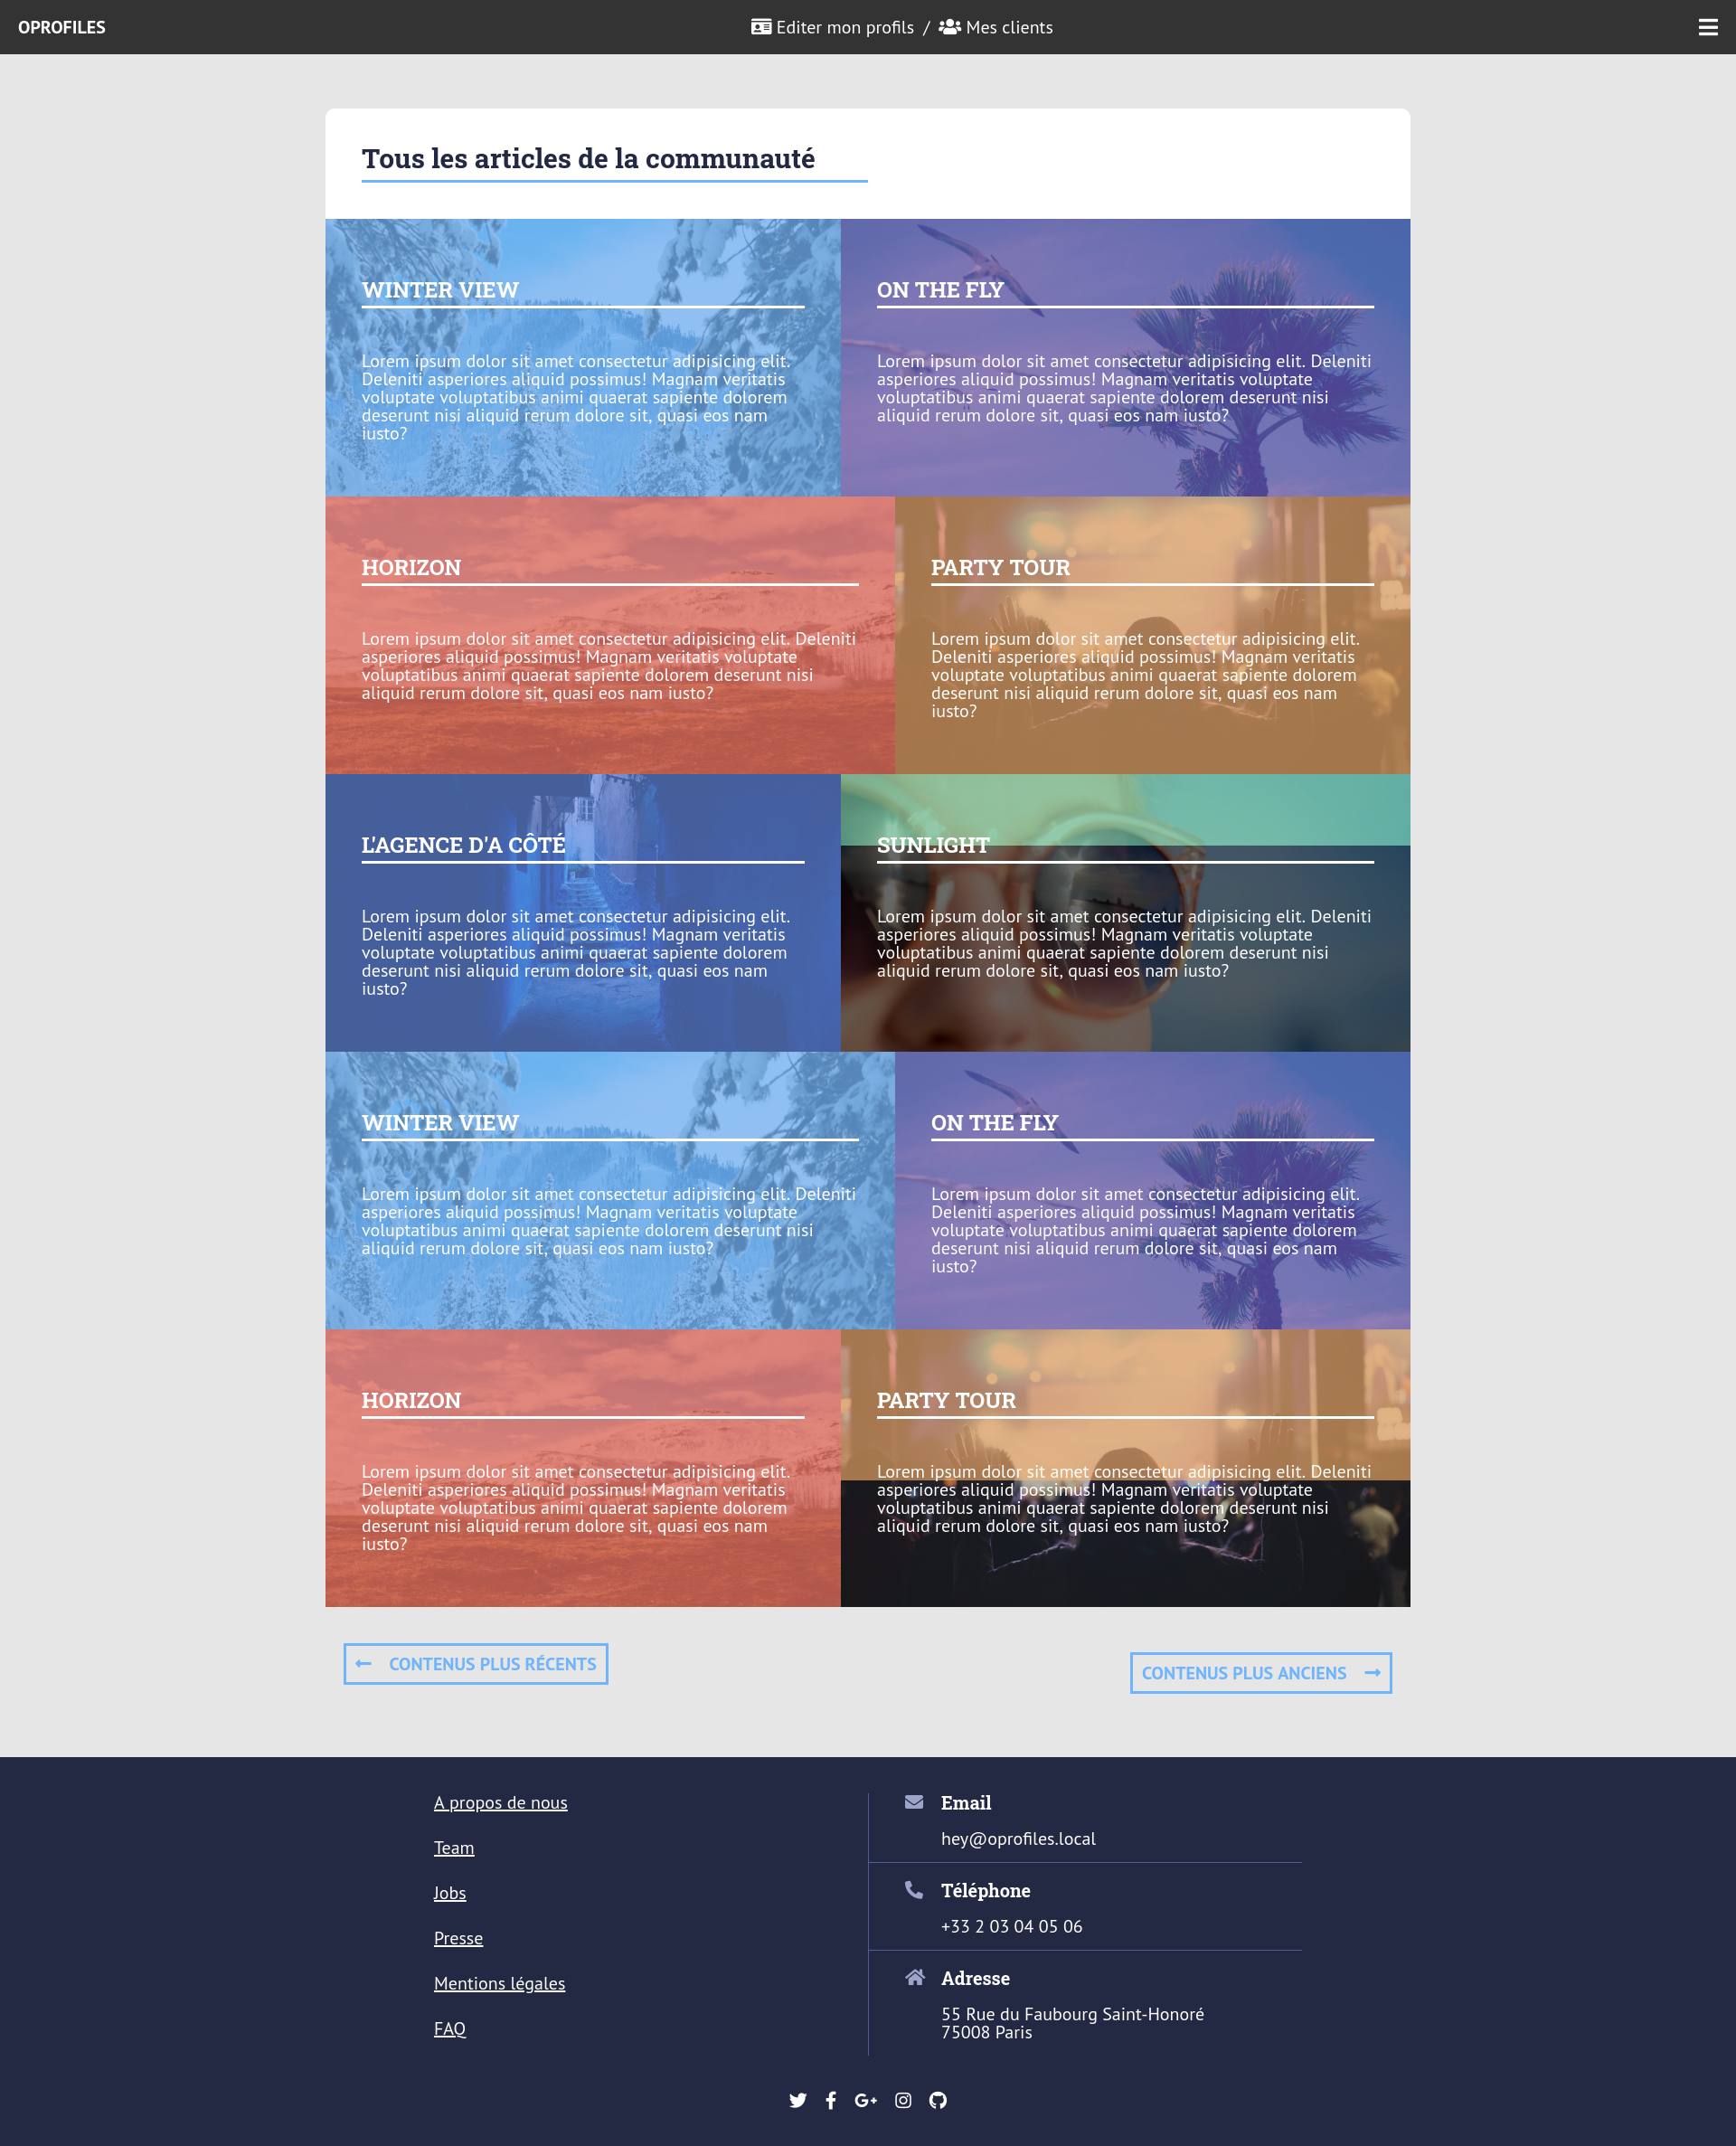 OPROFILES
Editer mon profils / Mes clients
Tous les articles de la communauté
WINTER VIEW
Lorem ipsum dolor sit amet consectetur adipisicing elit.
Deleniti asperiores aliquid possimus! Magnam veritatis
voluptate voluptatibus animi quaerat sapiente dolorem
deserunt nisi aliquid rerum dolore sit, quasi eos nam
iusto?
ON THE FLY
Lorem ipsum dolor sit amet consectetur adipisicing elit. Deleniti
asperiores aliquid possimus! Magnam veritatis voluptate
voluptatibus animi quaerat sapiente dolorem deserunt nisi
aliquid rerum dolore sit, quasi eos nam iusto?
HORIZON
Lorem ipsum dolor sit amet consectetur adipisicing elit. Deleniti
asperiores aliquid possimus! Magnam veritatis voluptate
voluptatibus animi quaerat sapiente dolorem deserunt nisi
aliquid rerum dolore sit, quasi eos nam iusto?
PARTY TOUR
Lorem ipsum dolor sit amet consectetur adipisicing elit.
Deleniti asperiores aliquid possimus! Magnam veritatis
voluptate voluptatibus animi quaerat sapiente dolorem
deserunt nisi aliquid rerum dolore sit, quasi eos nam
iusto?
L'AGENCE D'A CÔTÉ
Lorem ipsum dolor sit amet consectetur adipisicing elit.
Deleniti asperiores aliquid possimus! Magnam veritatis
voluptate voluptatibus animi quaerat sapiente dolorem
deserunt nisi aliquid rerum dolore sit, quasi eos nam
iusto?
SUNLIGHT
Lorem ipsum dolor sit amet consectetur adipisicing elit. Deleniti
asperiores aliquid possimus! Magnam veritatis voluptate
voluptatibus animi quaerat sapiente dolorem deserunt nisi
aliquid rerum dolore sit, quasi eos nam iusto?
WINTER VIEW
Lorem ipsum dolor sit amet consectetur adipisicing elit. Deleniti
asperiores aliquid possimus! Magnam veritatis voluptate
voluptatibus animi quaerat sapiente dolorem deserunt nisi
aliquid rerum dolore sit, quasi eos nam iusto?
ON THE FLY
Lorem ipsum dolor sit amet consectetur adipisicing elit.
Deleniti asperiores aliquid possimus! Magnam veritatis
voluptate voluptatibus animi quaerat sapiente dolorem
deserunt nisi aliquid rerum dolore sit, quasi eos nam
iusto?
HORIZON
Lorem ipsum dolor sit amet consectetur adipisicing elit.
Deleniti asperiores aliquid possimus! Magnam veritatis
voluptate voluptatibus animi quaerat sapiente dolorem
deserunt nisi aliquid rerum dolore sit, quasi eos nam
iusto?
PARTY TOUR
Lorem ipsum dolor sit amet consectetur adipisicing elit. Deleniti
asperiores aliquid possimus! Magnam veritatis voluptate
voluptatibus animi quaerat sapiente dolorem deserunt nisi
aliquid rerum dolore sit, quasi eos nam iusto?
CONTENUS PLUS RÉCENTS
CONTENUS PLUS ANCIENS
A propos de nous
Team
Jobs
Presse
Mentions légales
FAQ
Email
hey@oprofiles.local
Téléphone
+33 2 03 04 05 06
Adresse
55 Rue du Faubourg Saint-Honoré
75008 Paris